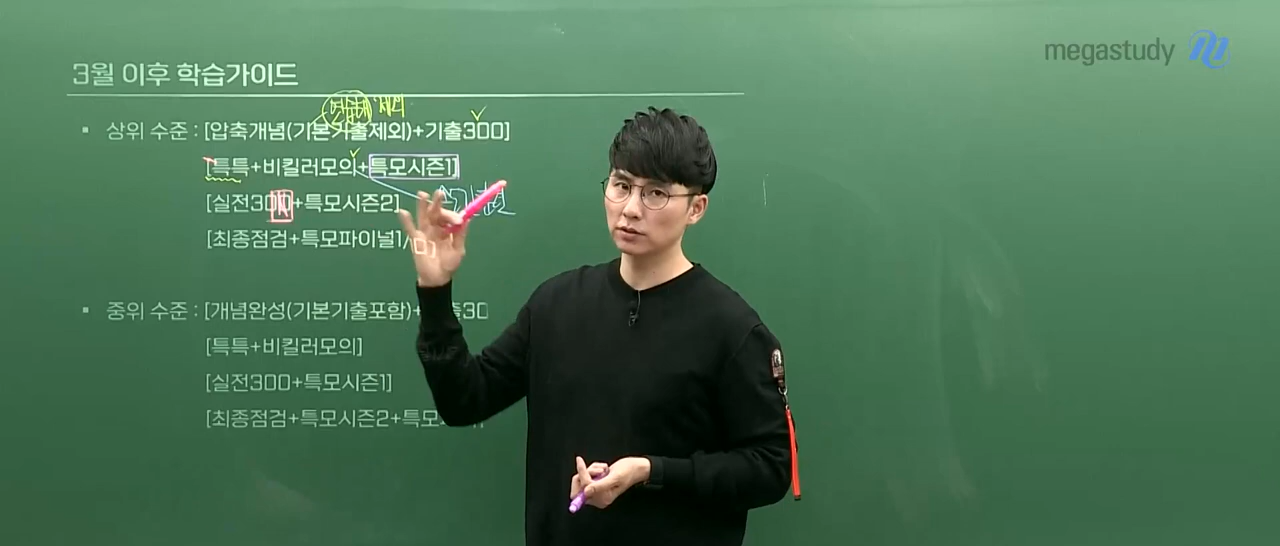 megastudy
3월 이후 학습가이드
제외
상위 수준 : [압축개념(기본기출제외)+기출300]
[특특+비킬러모의+특모시즌1]
[실전300+특모시즌2]
[최종점검+특모파이널1/
중위 수준 : [개념완성(기본기출포함)+
[특특+비킬러모의]
[실전300+특모시즌1]
[최종점검+특모시즌2+특모